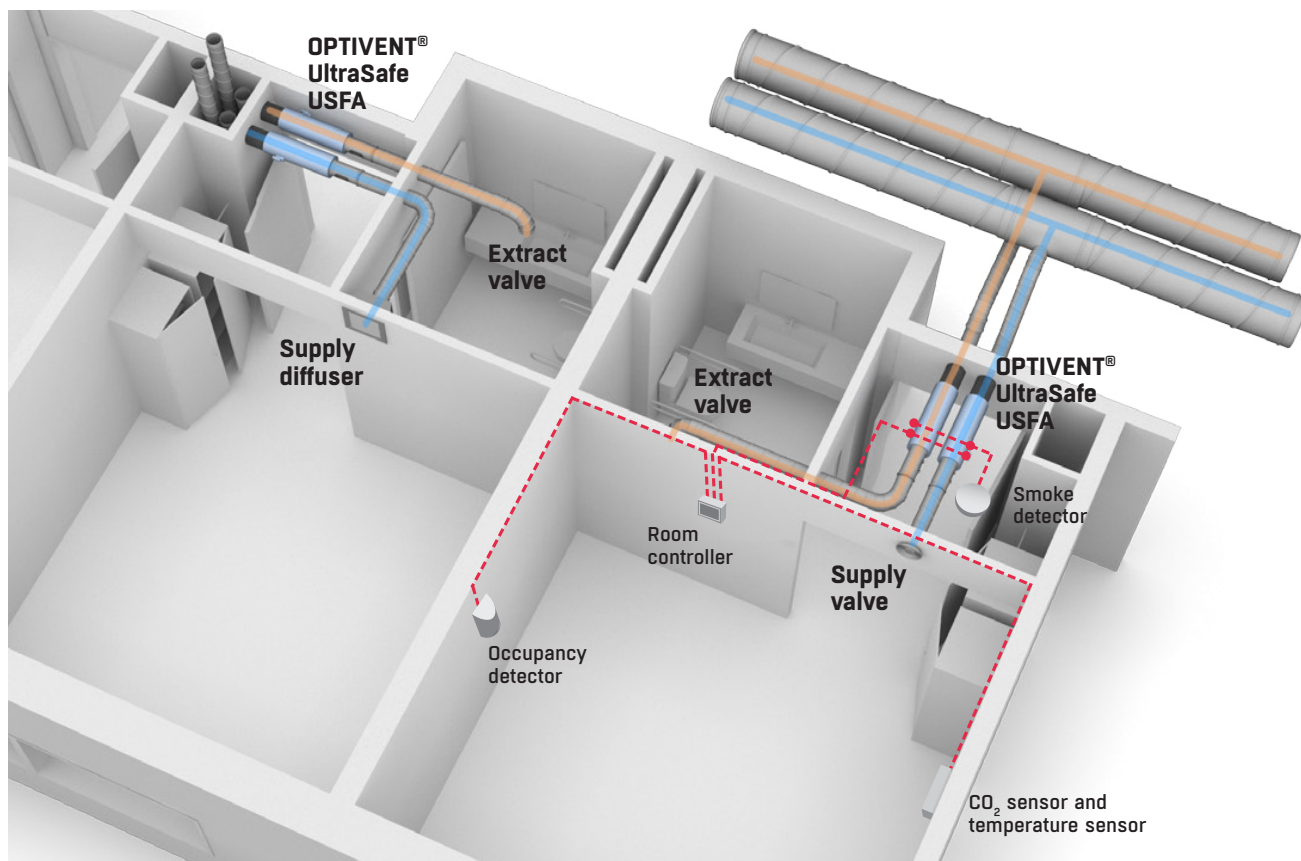 OPTIVENT®
UltraSafe
USFA
Extract
valve
Supply
diffuser
Extract
valve
OPTIVENT®
UltraSafe
USFA
Smoke
detector
Room
controller
Supply
valve
Occupancy
detector
CO₂ sensor and
temperature sensor